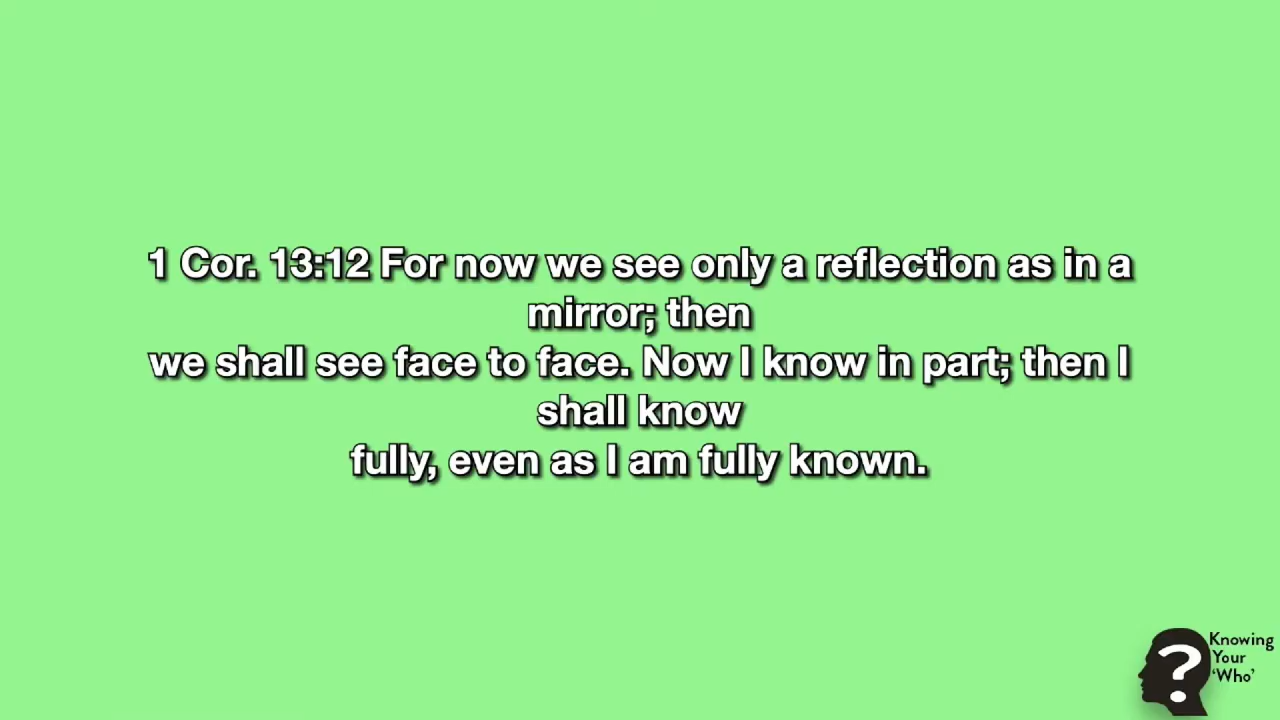 1 Cor. 13:12 For now we see only a reflection as in a
mirror; then
we shall see face to face. Now I know in part; then I
shall know
fully, even as I am fully known.
?
Knowing
Your
'Who'